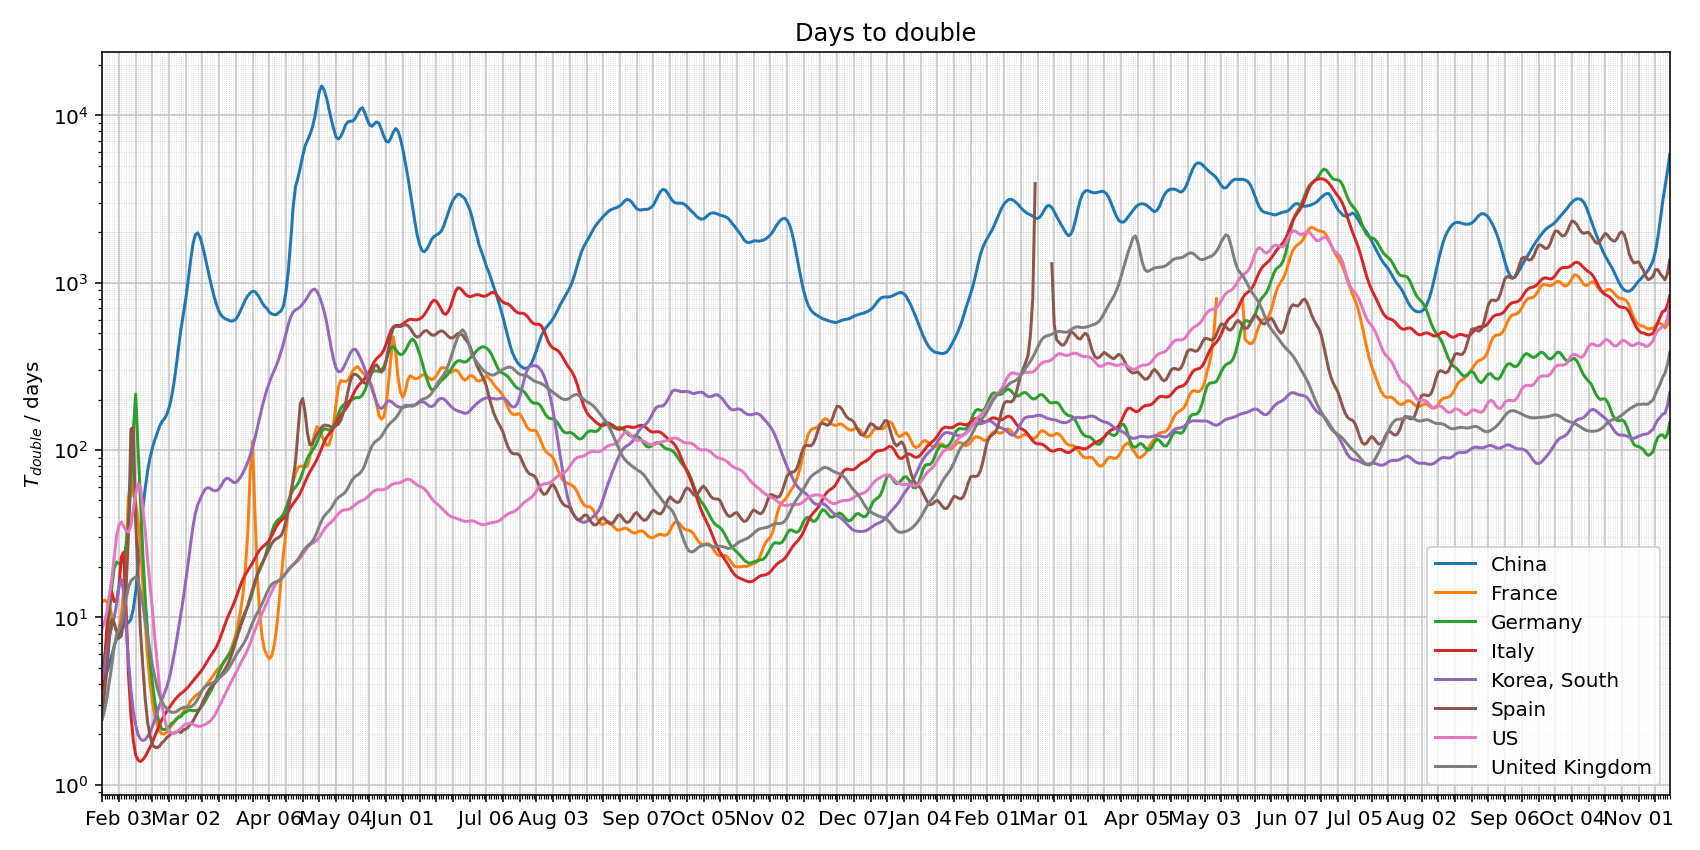 Days to double
T_double / days
10^4
10^3
10^2
10^1
10^0
China
France
Germany
Italy
Korea, South
Spain
US
United Kingdom
Feb 03 Mar 02 Apr 06 May 04 Jun 01 Jul 06 Aug 03 Sep 07 Oct 05 Nov 02 Dec 07 Jan 04 Feb 01 Mar 01 Apr 05 May 03 Jun 07 Jul 05 Aug 02 Sep 06 Oct 04 Nov 01